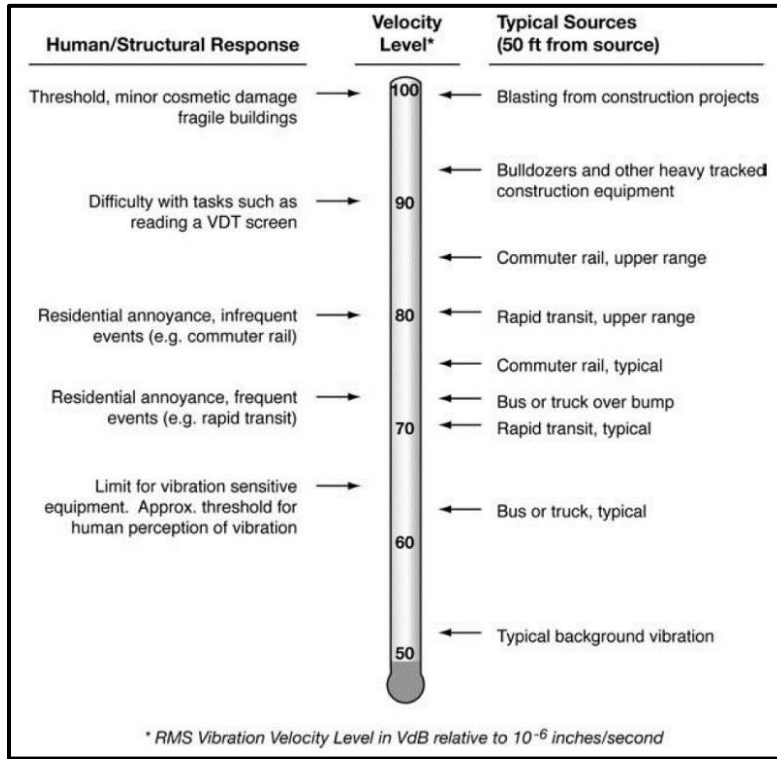 Human/Structural Response
Velocity
Level*
Typical Sources
(50 ft from source)
Threshold, minor cosmetic damage
fragile buildings
100
Blasting from construction projects
Bulldozers and other heavy tracked
construction equipment
Difficulty with tasks such as
reading a VDT screen
90
Commuter rail, upper range
Residential annoyance, infrequent
events (e.g. commuter rail)
80
Rapid transit, upper range
Commuter rail, typical
Residential annoyance, frequent
events (e.g. rapid transit)
Bus or truck over bump
70
Rapid transit, typical
Limit for vibration sensitive
equipment. Approx. threshold for
human perception of vibration
Bus or truck, typical
60
Typical background vibration
50
* RMS Vibration Velocity Level in VdB relative to 10⁻⁶ inches/second